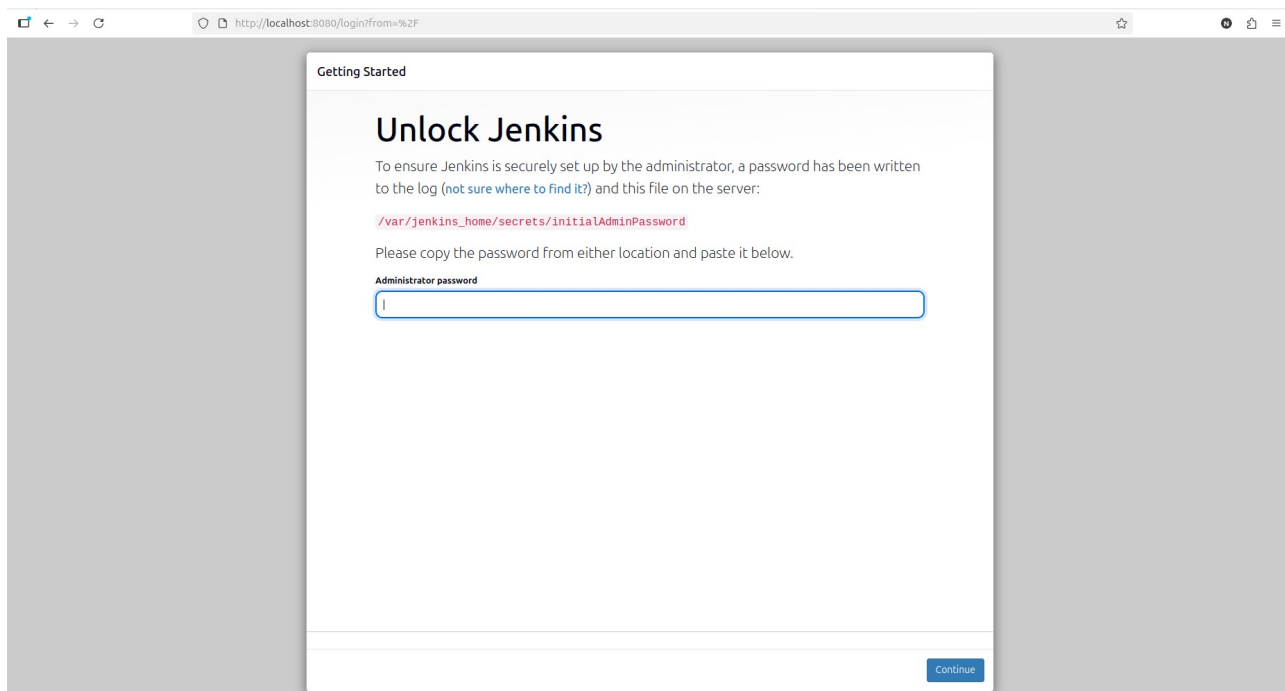 http://localhost:8080/login?from=%2F
N
Getting Started
Unlock Jenkins
To ensure Jenkins is securely set up by the administrator, a password has been written
to the log (not sure where to find it?) and this file on the server:
/var/jenkins_home/secrets/initialAdminPassword
Please copy the password from either location and paste it below.
Administrator password
Continue